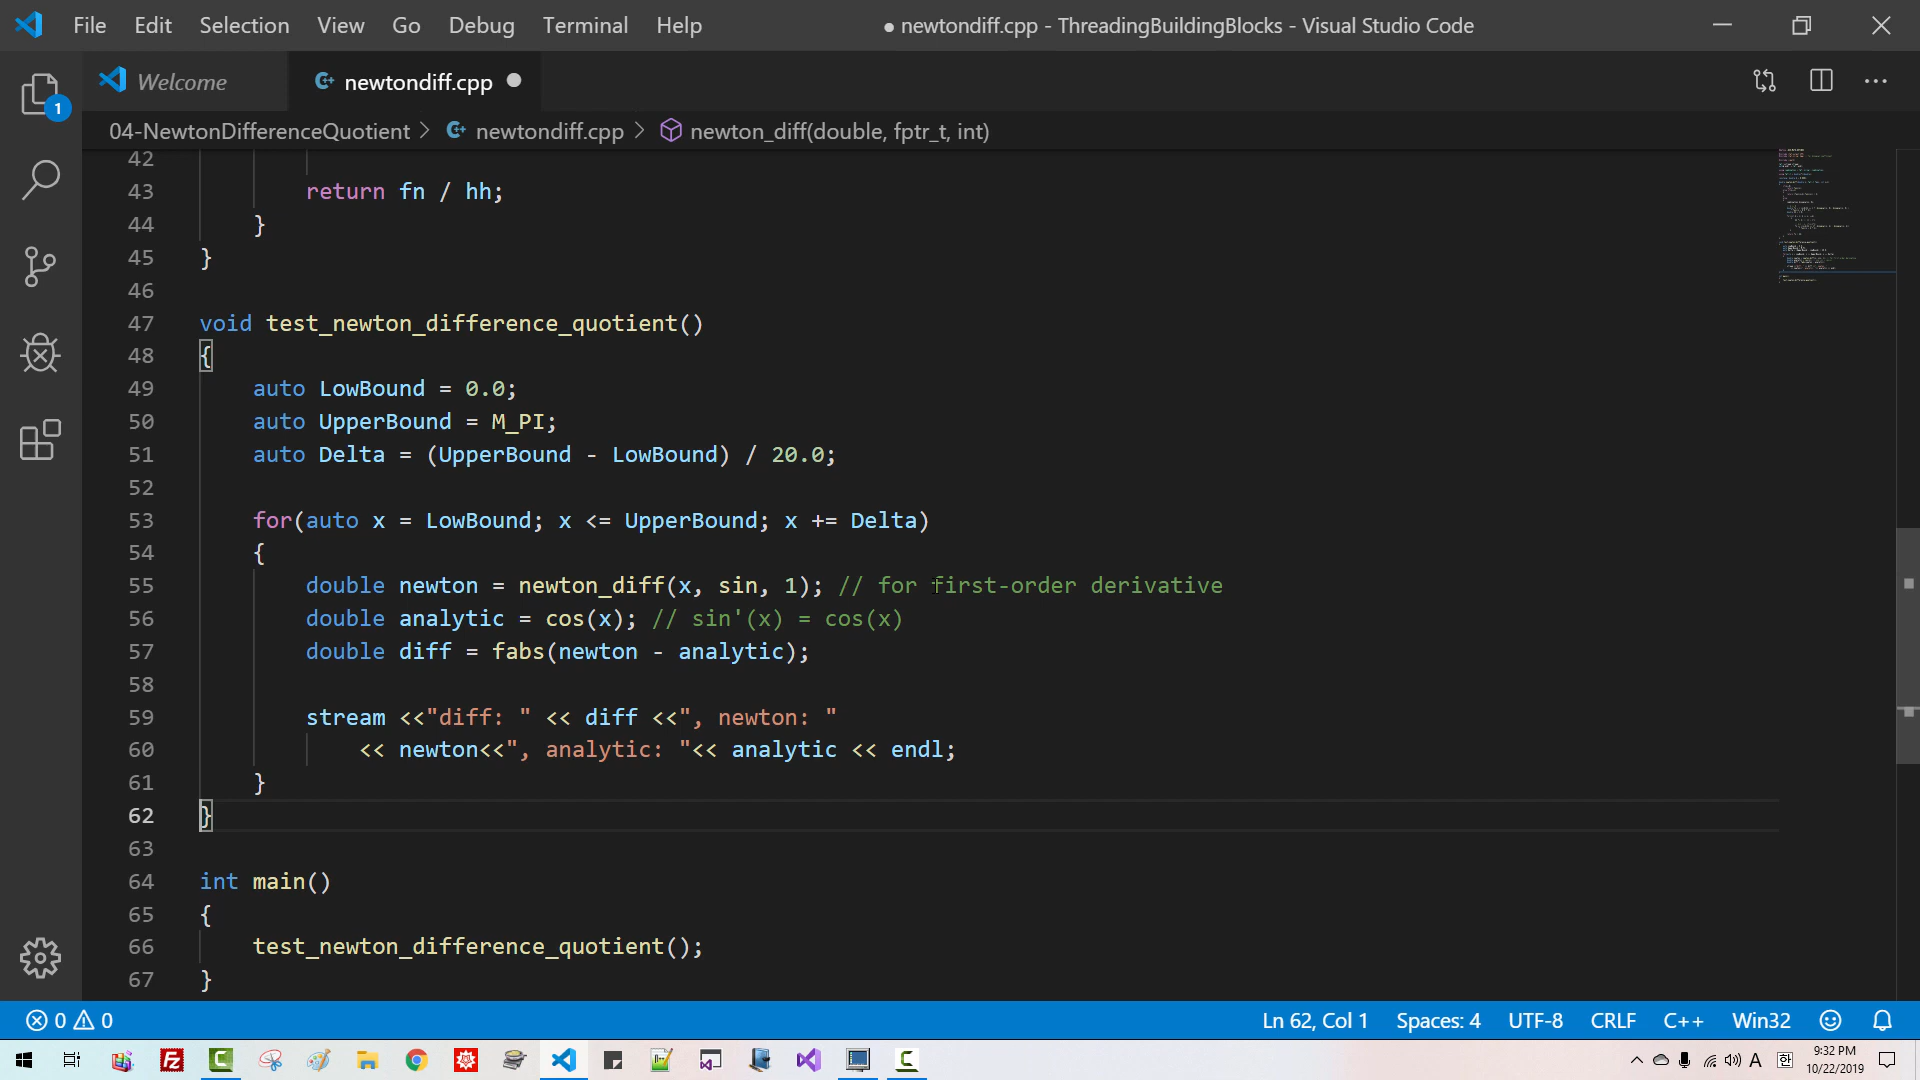 File Edit Selection View Go Debug Terminal Help
● newtondiff.cpp - ThreadingBuildingBlocks - Visual Studio Code
Welcome
newtondiff.cpp
04-NewtonDifferenceQuotient > newtondiff.cpp > newton_diff(double, fptr_t, int)
1
42
43 return fn / hh;
44 }
45 }
46
47 void test_newton_difference_quotient()
48 {
49 auto LowBound = 0.0;
50 auto UpperBound = M_PI;
51 auto Delta = (UpperBound - LowBound) / 20.0;
52
53 for(auto x = LowBound; x <= UpperBound; x += Delta)
54 {
55 double newton = newton_diff(x, sin, 1); // for first-order derivative
56 double analytic = cos(x); // sin'(x) = cos(x)
57 double diff = fabs(newton - analytic);
58
59 stream <<"diff: " << diff <<", newton: "
60 << newton<<", analytic: "<< analytic << endl;
61 }
62 }
63
64 int main()
65 {
66 test_newton_difference_quotient();
67 }
0 0
Ln 62, Col 1 Spaces: 4 UTF-8 CRLF C++ Win32
A 한
9:32 PM
10/22/2019